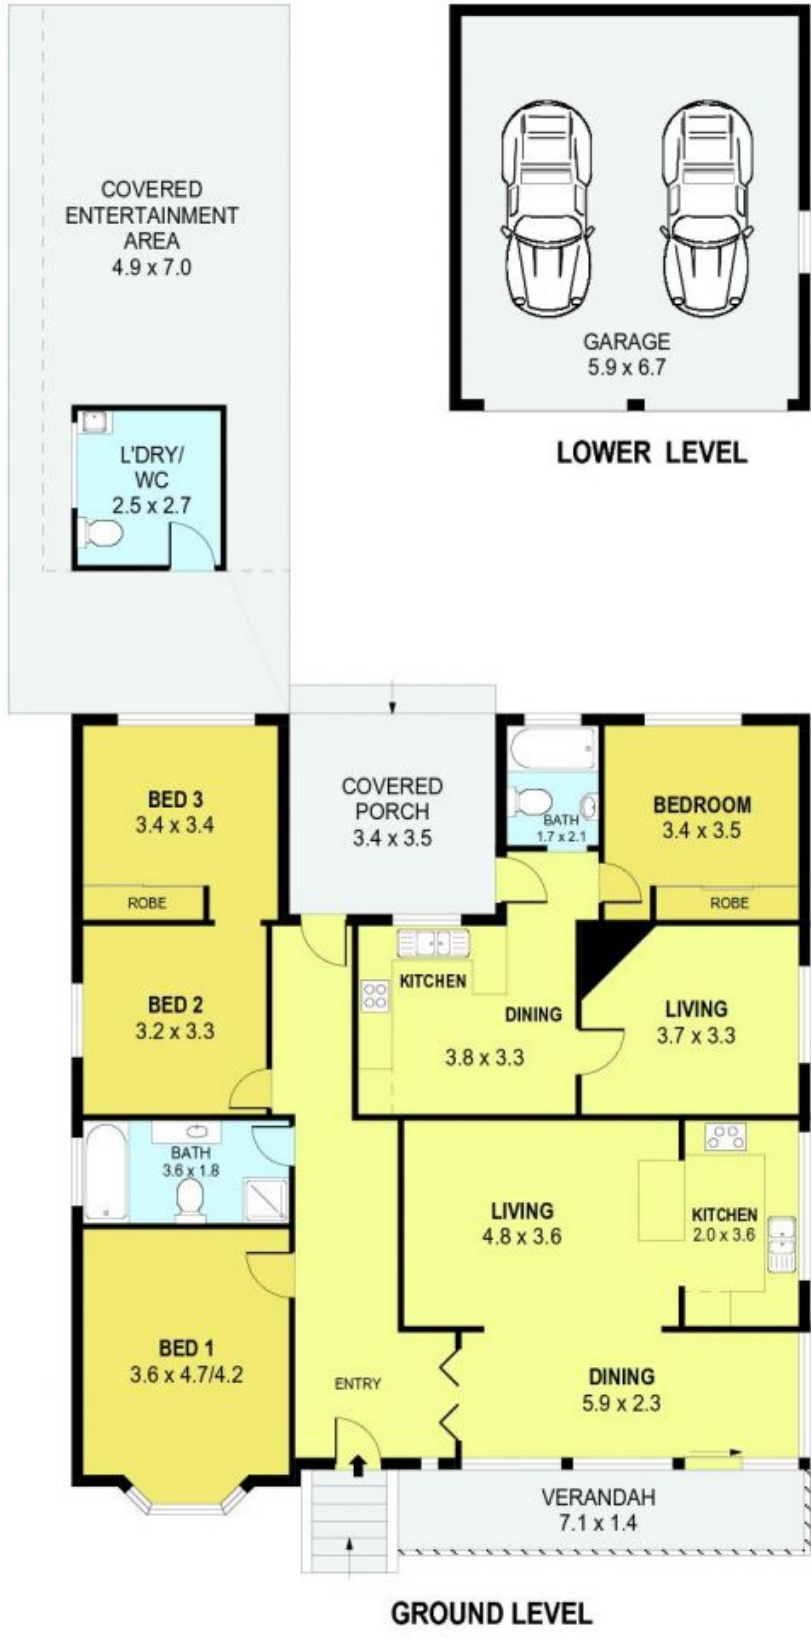 COVERED
ENTERTAINMENT
AREA
4.9 x 7.0
GARAGE
5.9 x 6.7
LOWER LEVEL
L'DRY/
WC
2.5 x 2.7
BED 3
3.4 x 3.4
ROBE
COVERED
PORCH
3.4 x 3.5
BATH
1.7 x 2.1
BEDROOM
3.4 x 3.5
ROBE
BED 2
3.2 x 3.3
KITCHEN
DINING
3.8 x 3.3
LIVING
3.7 x 3.3
BATH
3.6 x 1.8
LIVING
4.8 x 3.6
KITCHEN
2.0 x 3.6
BED 1
3.6 x 4.7/4.2
ENTRY
DINING
5.9 x 2.3
VERANDAH
7.1 x 1.4
GROUND LEVEL